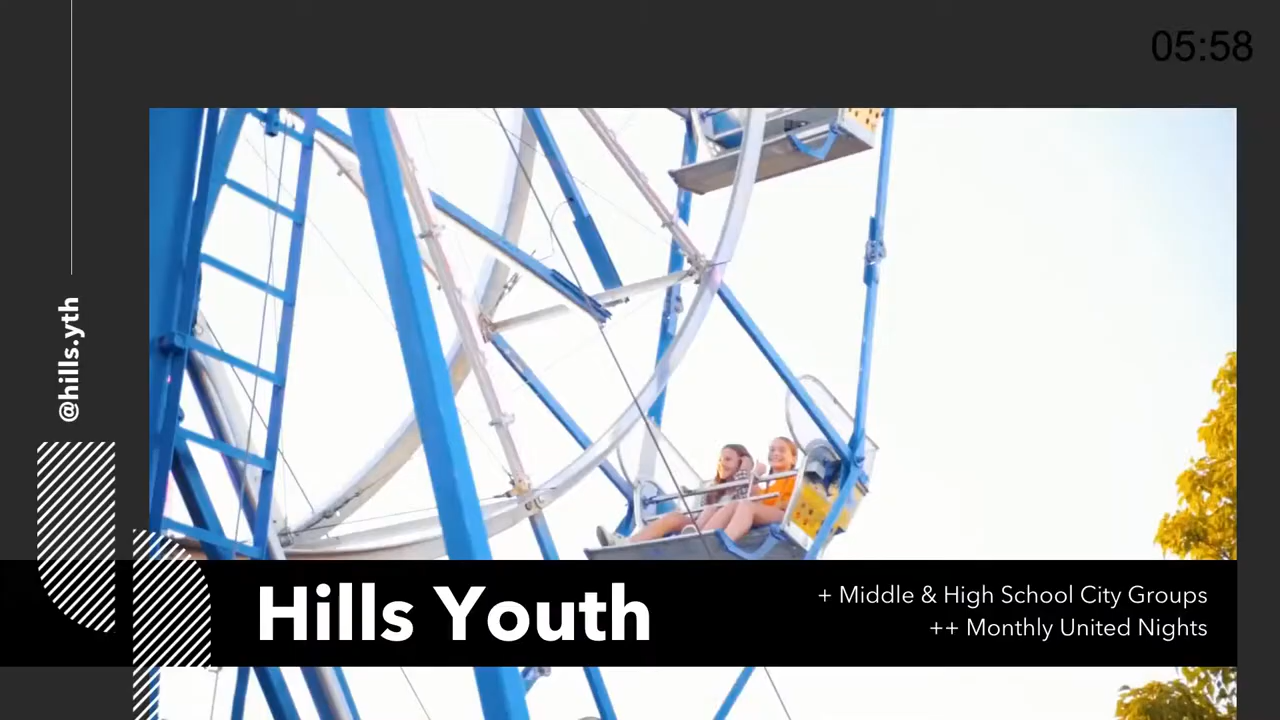 05:58
@hills.yth
Hills Youth
+ Middle & High School City Groups
++ Monthly United Nights